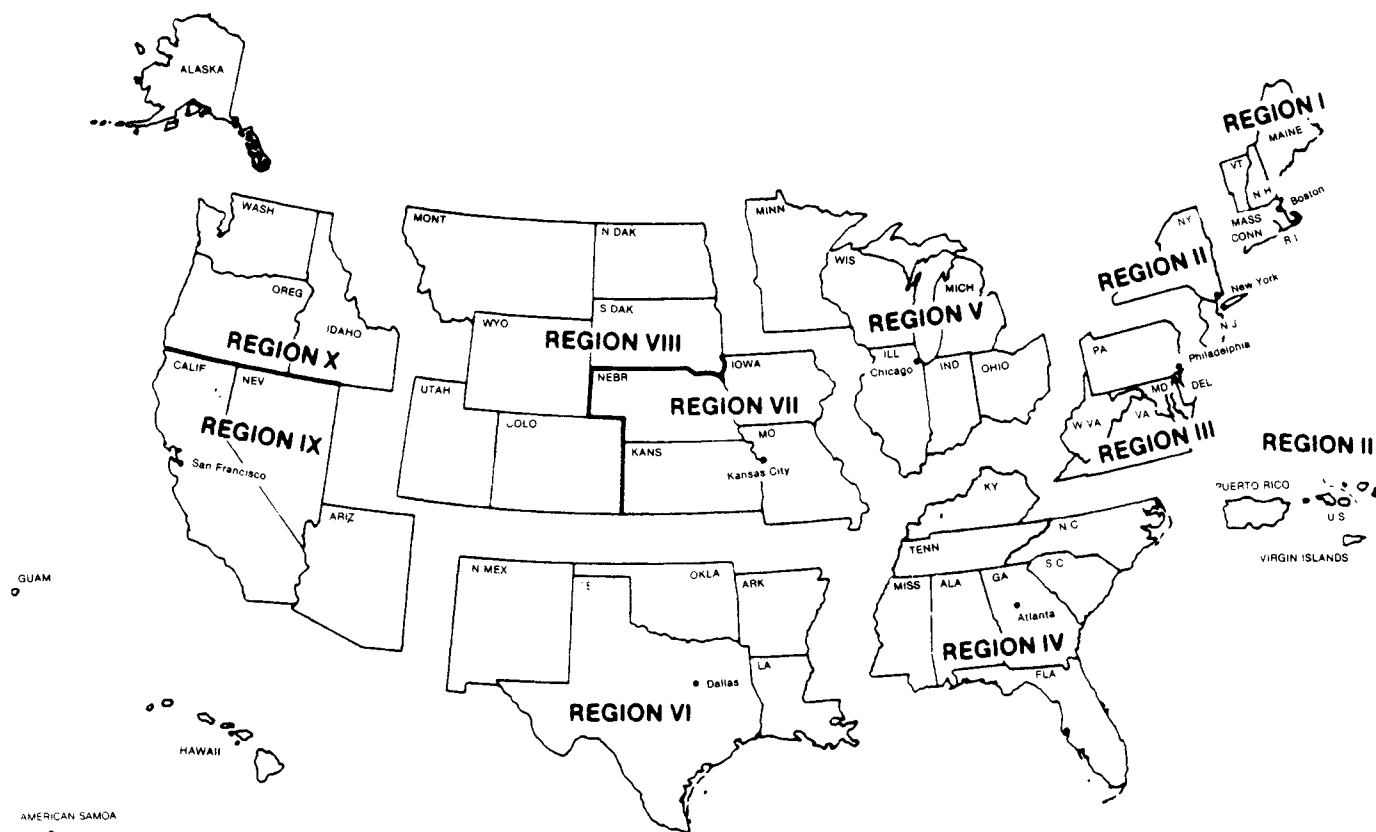 ALASKA
REGION I
MAINE
VT
N H
Boston
MASS
CONN
R I
WASH
MONT
N DAK
MINN
NY
WIS
REGION II
MICH
New York
OREG
S DAK
REGION V
N J
IDAHO
WYO
REGION VIII
REGION X
PA
Philadelphia
CALIF
NEV
UTAH
NEBR
IOWA
ILL
Chicago
IND
OHIO
MD
DEL
REGION VII
REGION IX
W VA
VA
REGION III
MO
KANS
Kansas City
San Francisco
REGION II
KY
PUERTO RICO
U S
VIRGIN ISLANDS
ARIZ
N C
TENN
S C
GUAM
N MEX
OKLA
ARK
MISS
ALA
GA
Atlanta
REGION IV
LA
FLA
Dallas
REGION VI
HAWAII
AMERICAN SAMOA